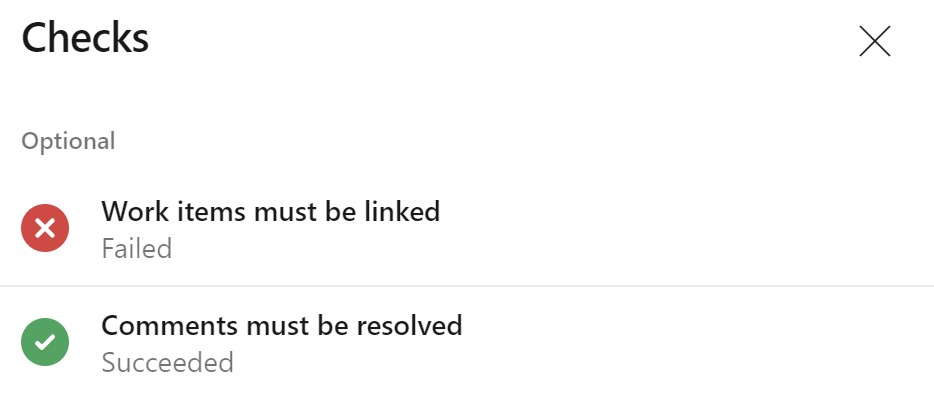 Checks
Optional
Work items must be linked
Failed
Comments must be resolved
Succeeded